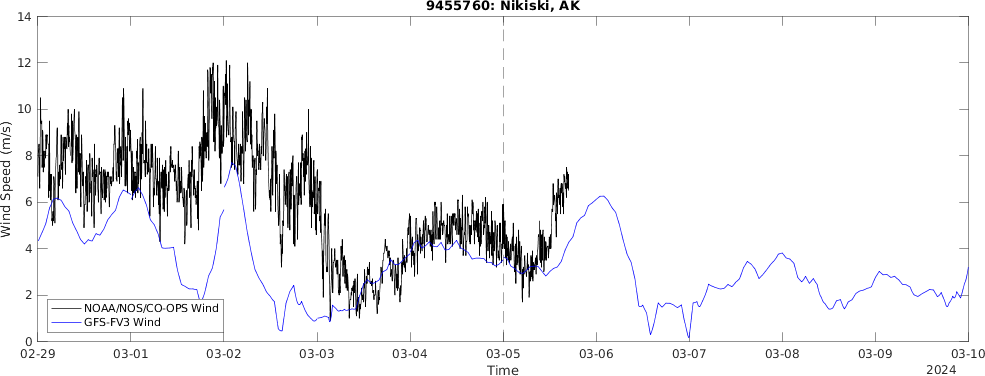 9455760: Nikiski, AK
Wind Speed (m/s)
14
12
10
8
6
4
2
0
NOAA/NOS/CO-OPS Wind
GFS-FV3 Wind
02-29 03-01 03-02 03-03 03-04 03-05 03-06 03-07 03-08 03-09 03-10
Time
2024